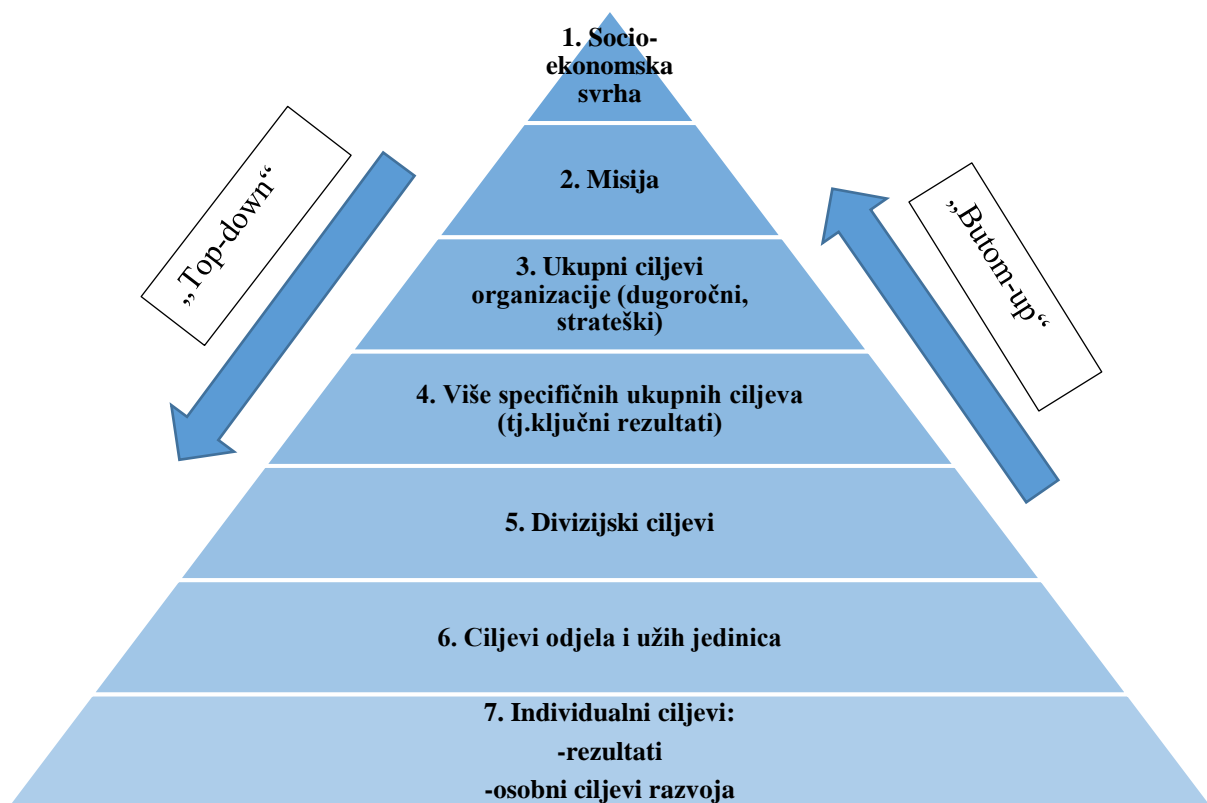 1. Socio-
ekonomska
svrha
2. Misija
„Top-down“
„Butom-up“
3. Ukupni ciljevi
organizacije (dugoročni,
strateški)
4. Više specifičnih ukupnih ciljeva
(tj.ključni rezultati)
5. Divizijski ciljevi
6. Ciljevi odjela i užih jedinica
7. Individualni ciljevi:
-rezultati
-osobni ciljevi razvoja